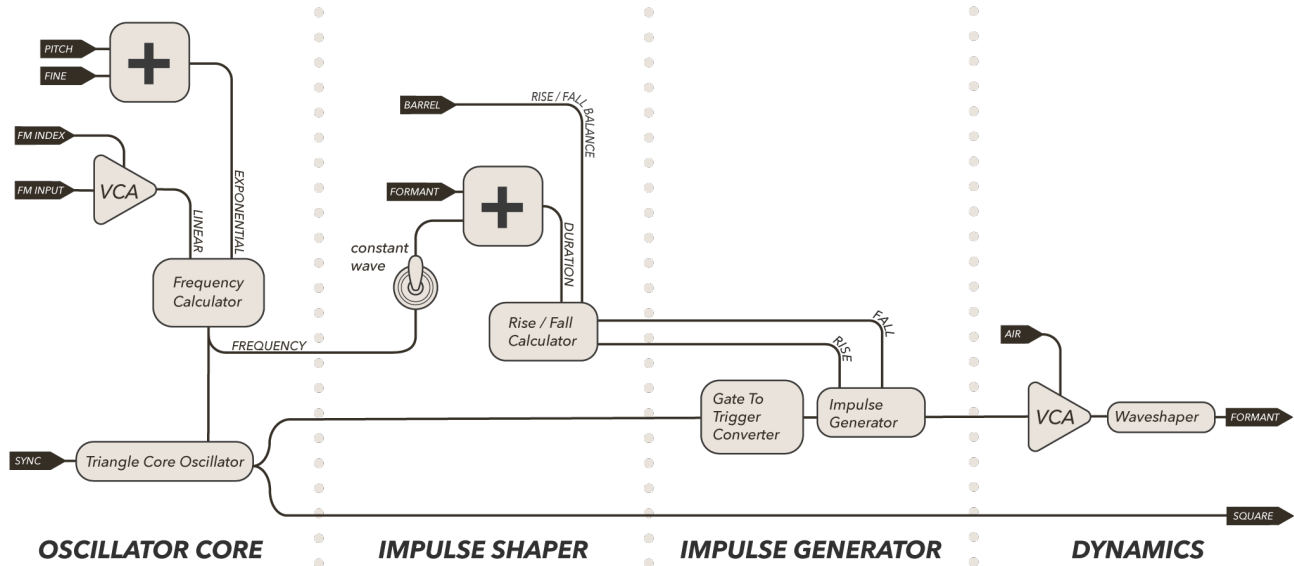 PITCH
FINE
FM INDEX
FM INPUT
VCA
LINEAR
EXPONENTIAL
Frequency
Calculator
FREQUENCY
SYNC
Triangle Core Oscillator
OSCILLATOR CORE
BARREL
RISE / FALL BALANCE
FORMANT
constant
wave
DURATION
Rise / Fall
Calculator
IMPULSE SHAPER
FALL
RISE
Gate To
Trigger
Converter
Impulse
Generator
IMPULSE GENERATOR
AIR
VCA
Waveshaper
FORMANT
SQUARE
DYNAMICS